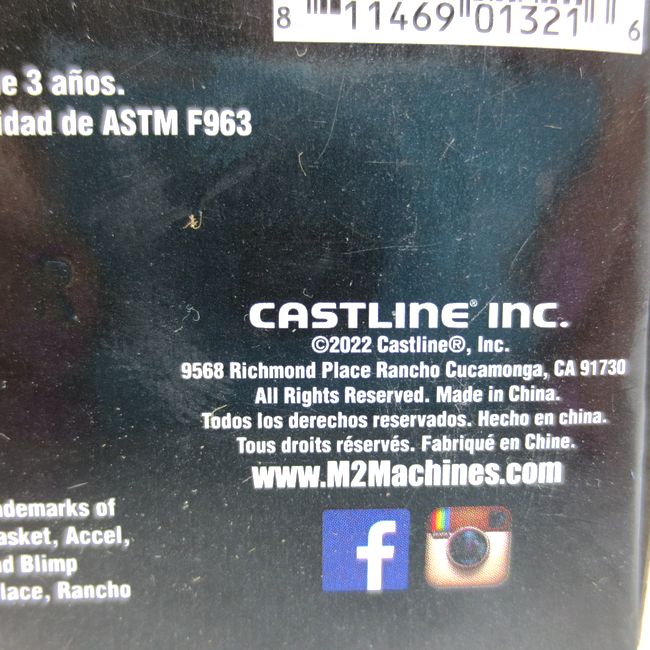 8 11469 01321 6
e 3 años.
idad de ASTM F963
CASTLINE® INC.
©2022 Castline®, Inc.
9568 Richmond Place Rancho Cucamonga, CA 91730
All Rights Reserved. Made in China.
Todos los derechos reservados. Hecho en china.
Tous droits réservés. Fabriqué en Chine.
www.M2Machines.com
ademarks of
asket, Accel,
nd Blimp
lace, Rancho
f